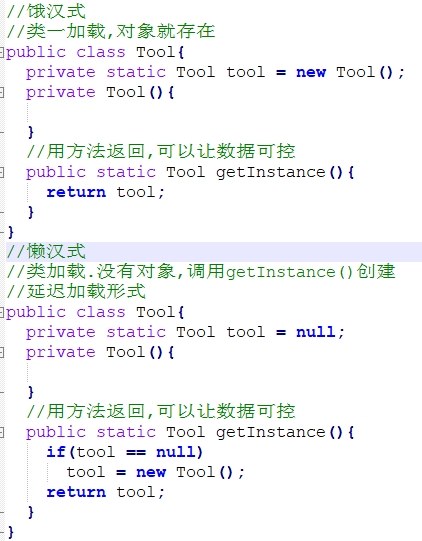 //饿汉式
//类一加载,对象就存在
public class Tool{
private static Tool tool = new Tool();
private Tool(){
}
//用方法返回,可以让数据可控
public static Tool getInstance(){
return tool;
}
}
//懒汉式
//类加载.没有对象,调用getInstance()创建
//延迟加载形式
public class Tool{
private static Tool tool = null;
private Tool(){
}
//用方法返回,可以让数据可控
public static Tool getInstance(){
if(tool == null)
tool = new Tool();
return tool;
}
}